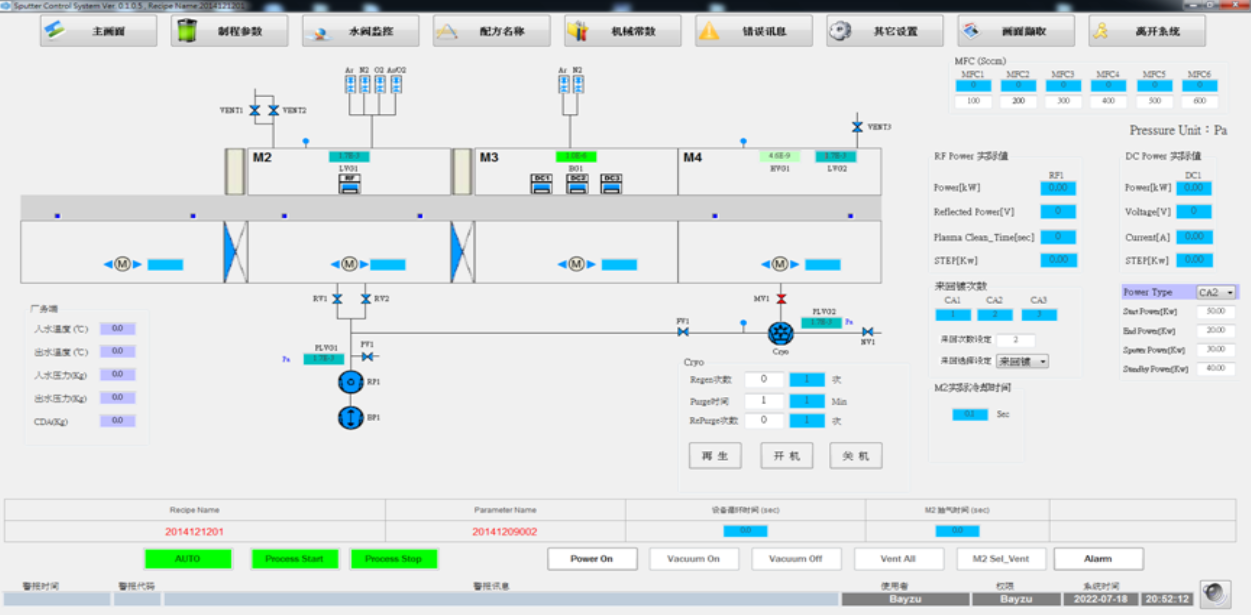 Sputter Control System Ver. 0.1.0.5 , Recipe Name:2014121201
主画面 制程参数 水阀监控 配方名称 机械常数 错误讯息 其它设置 画面撷取 离开系统
MFC (Sccm)
MFC1 MFC2 MFC3 MFC4 MFC5 MFC6
0 0 0 0 0 0
100 200 300 400 500 600
Ar N2 O2 Ar/O2 Ar N2
VENT1 VENT2 VENT3
Pressure Unit : Pa
M2 1.7E-3 M3 M4 4.6E-9 1.7E-3
LVG1 BG1 HVG1 LVG2
RF DC1 DC2 DC3
RF Power 实际值
RF1
Power[kW] 0.00
Reflected Power[V] 0
Plasma Clean_Time[sec] 0
STEP[Kw] 0.00
DC Power 实际值
DC1
Power[kW] 0.00
Voltage[V] 0
Current[A] 0.00
STEP[Kw] 0.00
M M M M
RV1 RV2 MV1
PLVG2
1.7E-3 Pa
FV1 NV1
Cryo
PLVG1 PV1
Pa 1.7E-3
RP1
BP1
厂务端
入水温度 (℃) 0.0
出水温度 (℃) 0.0
入水压力(Kg) 0.0
出水压力(Kg) 0.0
CDA(Kg) 0.0
来回镀次数
CA1 CA2 CA3
1 2 3
来回次数设定 2
来回选择设定 来回镀
M2实际冷却时间
0.1 Sec
Power Type CA2
Start Power[Kw] 50.00
End Power[Kw] 20.00
Sputter Power[Kw] 30.00
Standby Power[Kw] 40.00
Cryo
Regen次数 0 1 次
Purge时间 1 1 Min
RePurge次数 0 1 次
再 生 开 机 关 机
Recipe Name Parameter Name 设备循环时间 (sec) M2 抽气时间 (sec)
2014121201 20141209002 0.0 0.0
AUTO Process Start Process Stop Power On Vacuum On Vacuum Off Vent All M2 Sel_Vent Alarm
警报时间 警报代码 警报讯息 使用者 权限 系统时间
Bayzu Bayzu 2022-07-18 20:52:12